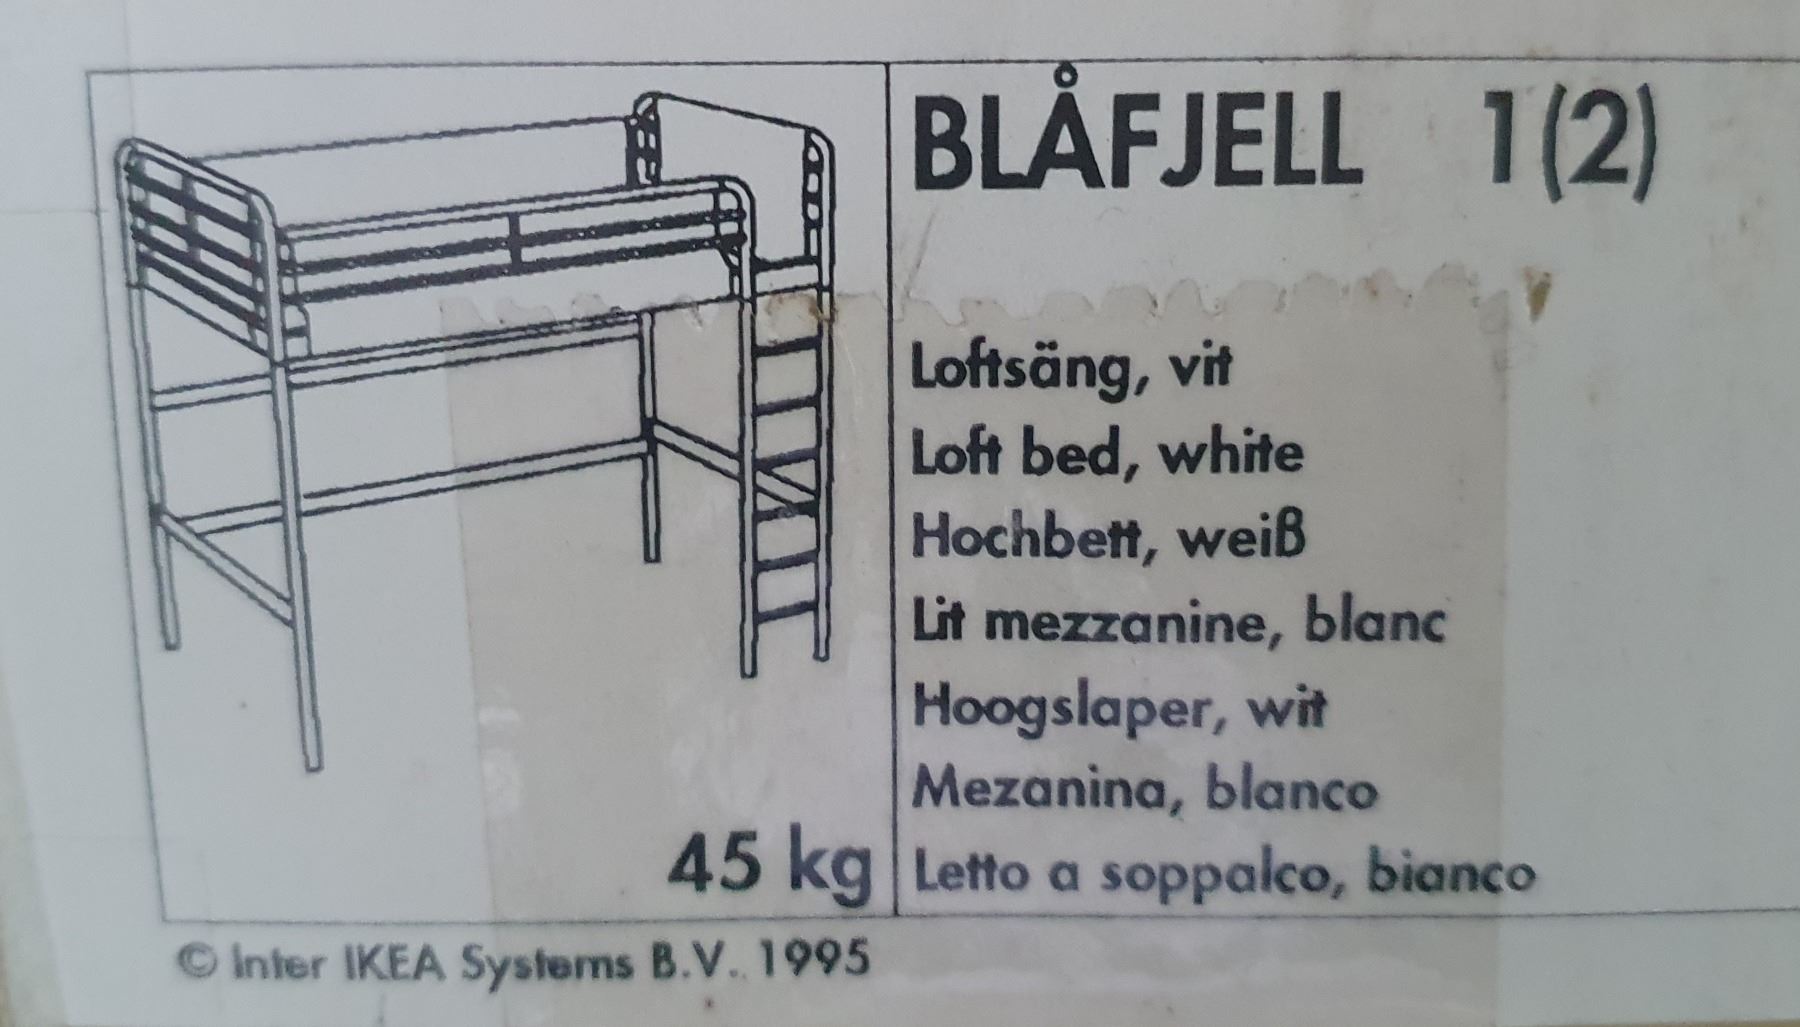 BLÅFJELL 1(2)
Loftsäng, vit
Loft bed, white
Hochbett, weiß
Lit mezzanine, blanc
Hoogslaper, wit
Mezanina, blanco
Letto a soppalco, bianco
45 kg
© Inter IKEA Systems B.V. 1995